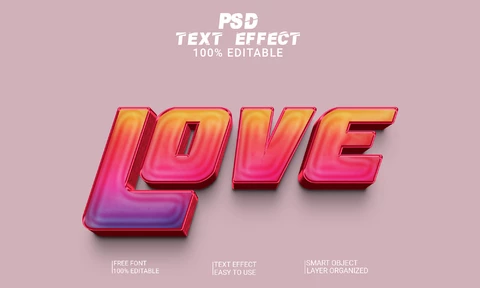 PSD
TEXT EFFECT
100% EDITABLE
LOVE
FREE FONT
100% EDITABLE
TEXT EFFECT
EASY TO USE
SMART OBJECT
LAYER ORGANIZED